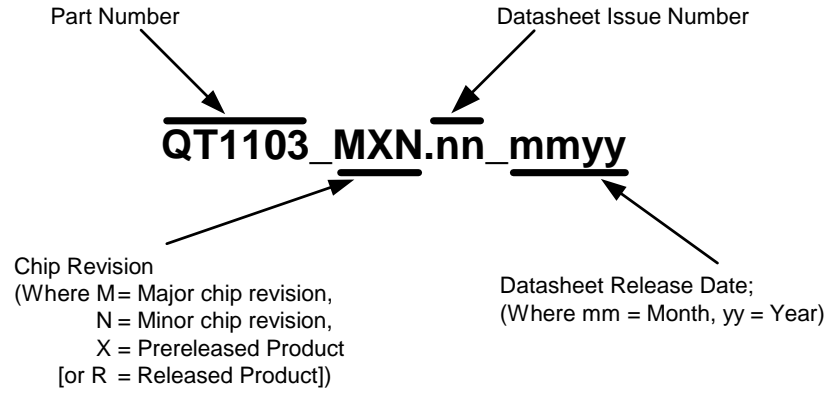 Part Number
Datasheet Issue Number
QT1103_MXN.nn_mmyy
Chip Revision
(Where M= Major chip revision,
N = Minor chip revision,
X = Prereleased Product
[or R = Released Product])
Datasheet Release Date;
(Where mm = Month, yy = Year)